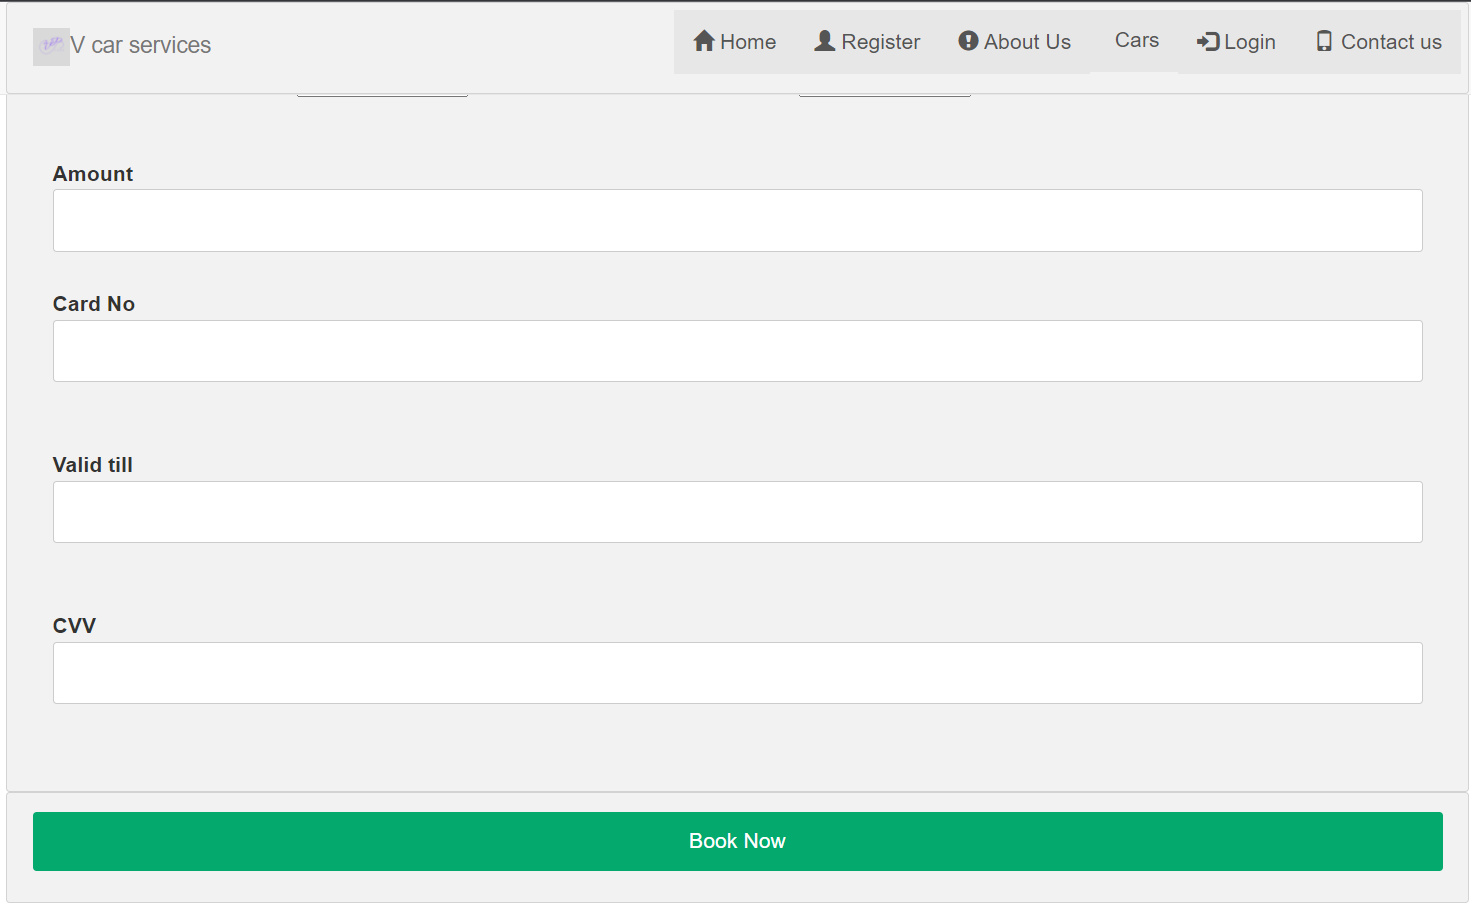 V car services
Home Register About Us Cars Login Contact us
Amount
Card No
Valid till
CVV
Book Now